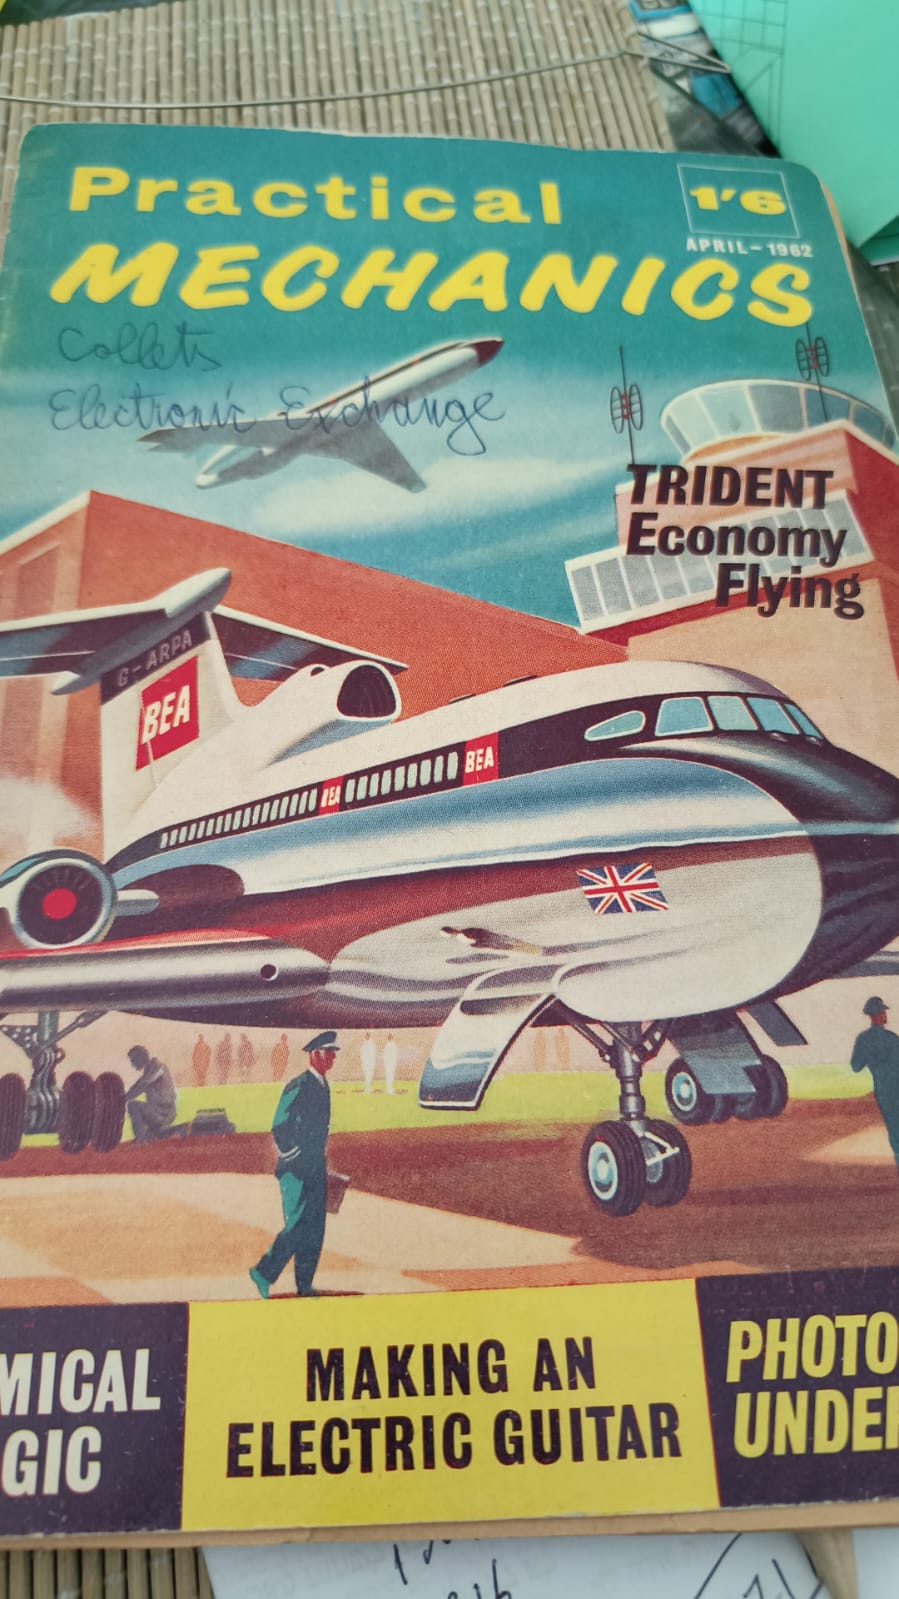 Practical
1'6
APRIL - 1962
MECHANICS
Collets
Electronic Exchange
TRIDENT
Economy
Flying
G-ARPA
BEA
BEA
BEA
MICAL
GIC
MAKING AN
ELECTRIC GUITAR
PHOTO
UNDE